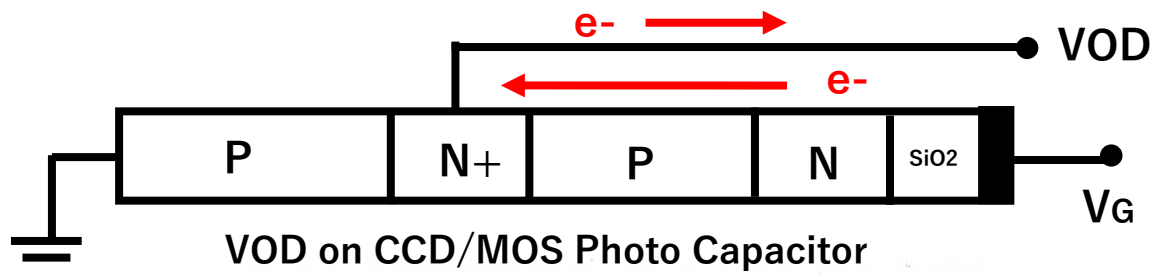 e-
VOD
e-
P N+ P N SiO2
VG
VOD on CCD/MOS Photo Capacitor